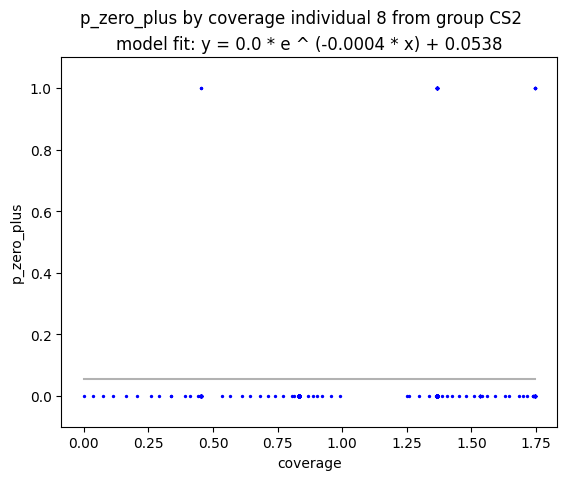 p_zero_plus by coverage individual 8 from group CS2
model fit: y = 0.0 * e ^ (-0.0004 * x) + 0.0538
1.0
0.8
0.6
0.4
0.2
0.0
p_zero_plus
0.00 0.25 0.50 0.75 1.00 1.25 1.50 1.75
coverage